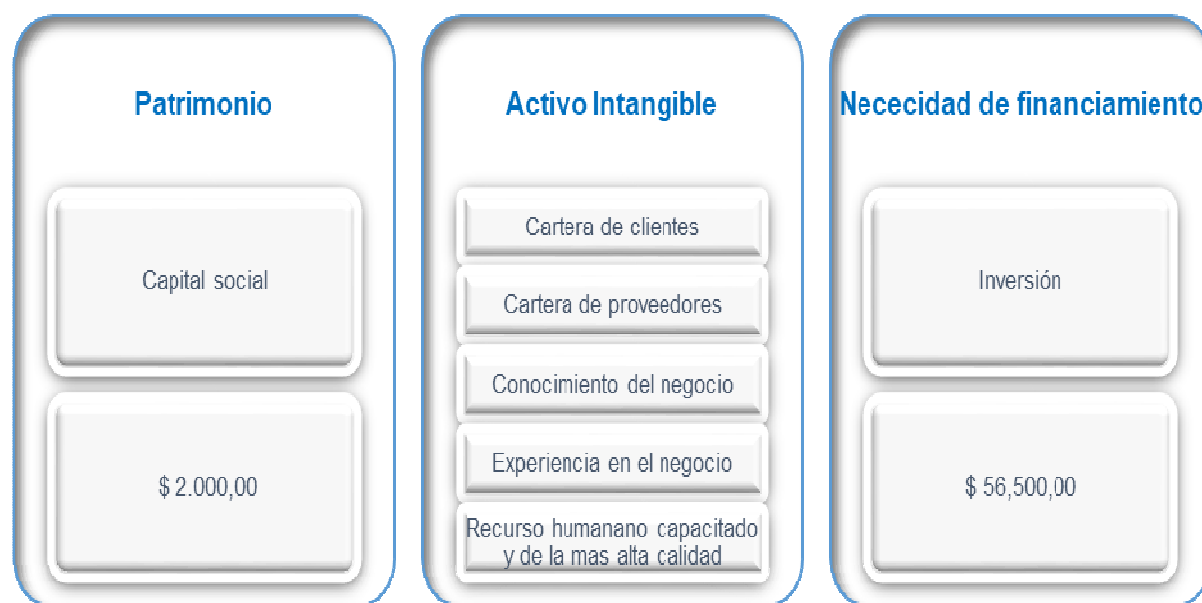 Patrimonio
Capital social
$ 2.000,00
Activo Intangible
Cartera de clientes
Cartera de proveedores
Conocimiento del negocio
Experiencia en el negocio
Recurso humanano capacitado
y de la mas alta calidad
Nececidad de financiamiento
Inversión
$ 56,500,00